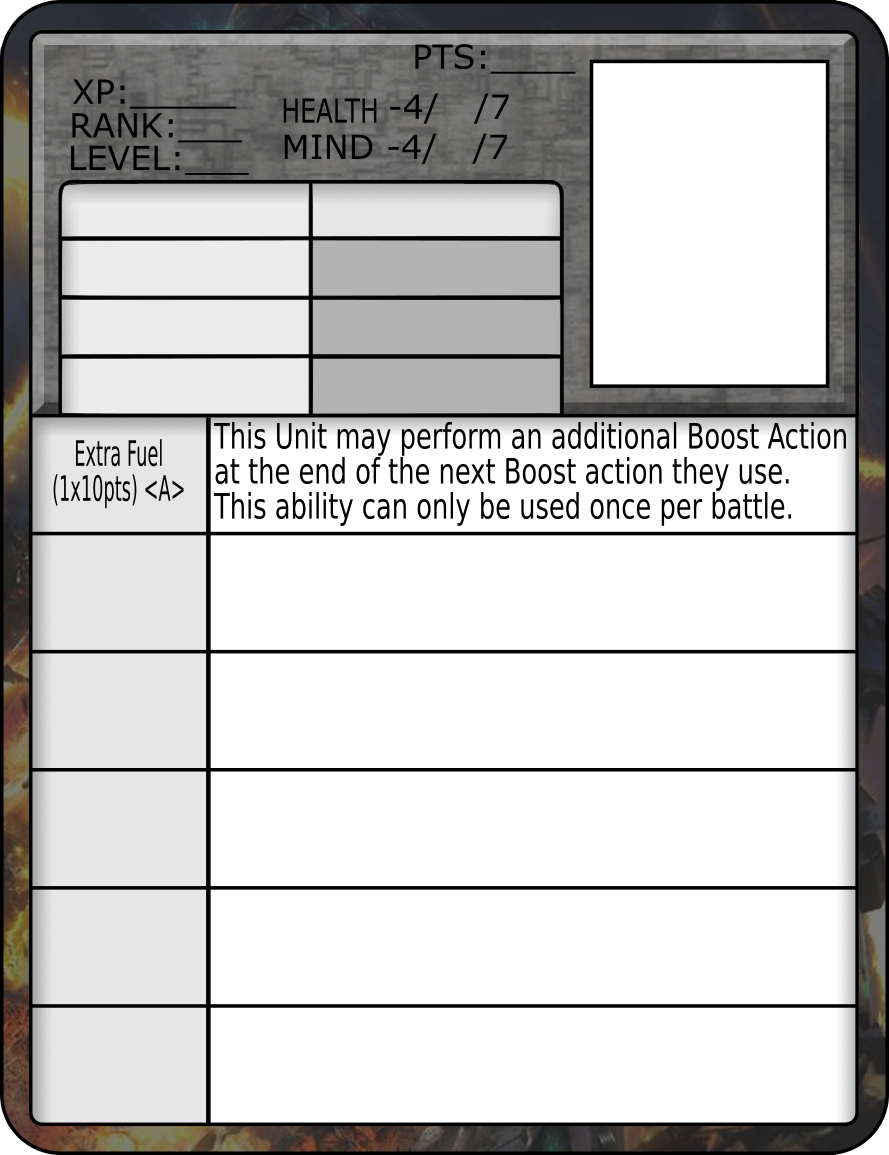 PTS:_____
XP:______
RANK:___
LEVEL:___
HEALTH -4/ /7
MIND -4/ /7
Extra Fuel
(1x10pts) <A>
This Unit may perform an additional Boost Action
at the end of the next Boost action they use.
This ability can only be used once per battle.